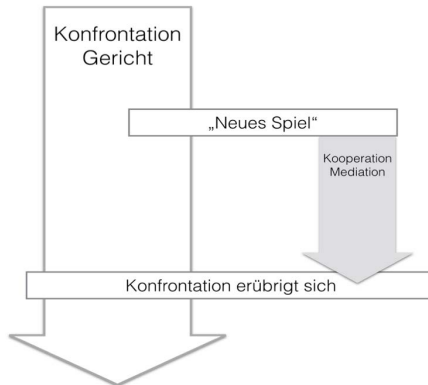 Konfrontation
Gericht
„Neues Spiel“
Kooperation
Mediation
Konfrontation erübrigt sich